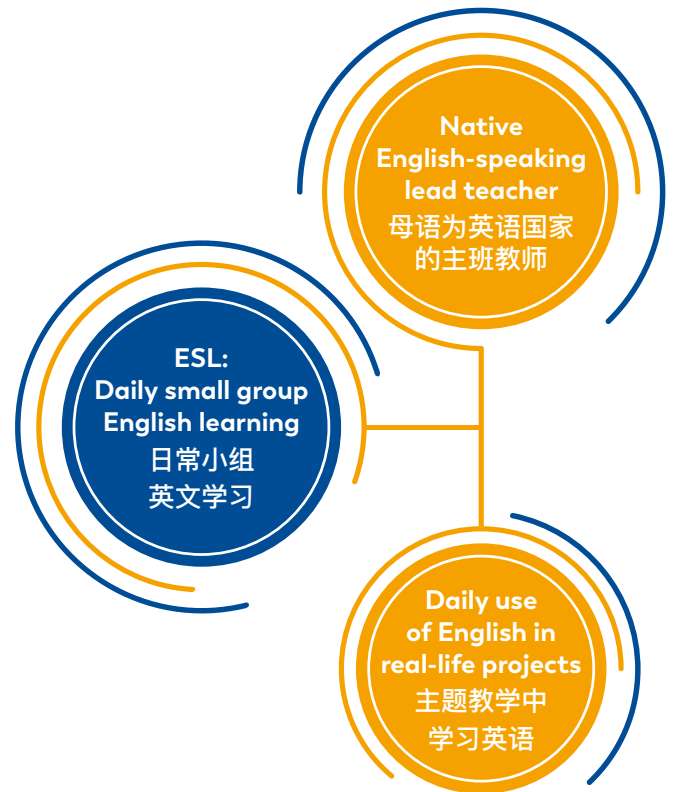 Native
English-speaking
lead teacher
母语为英语国家
的主班教师
ESL:
Daily small group
English learning
日常小组
英文学习
Daily use
of English in
real-life projects
主题教学中
学习英语